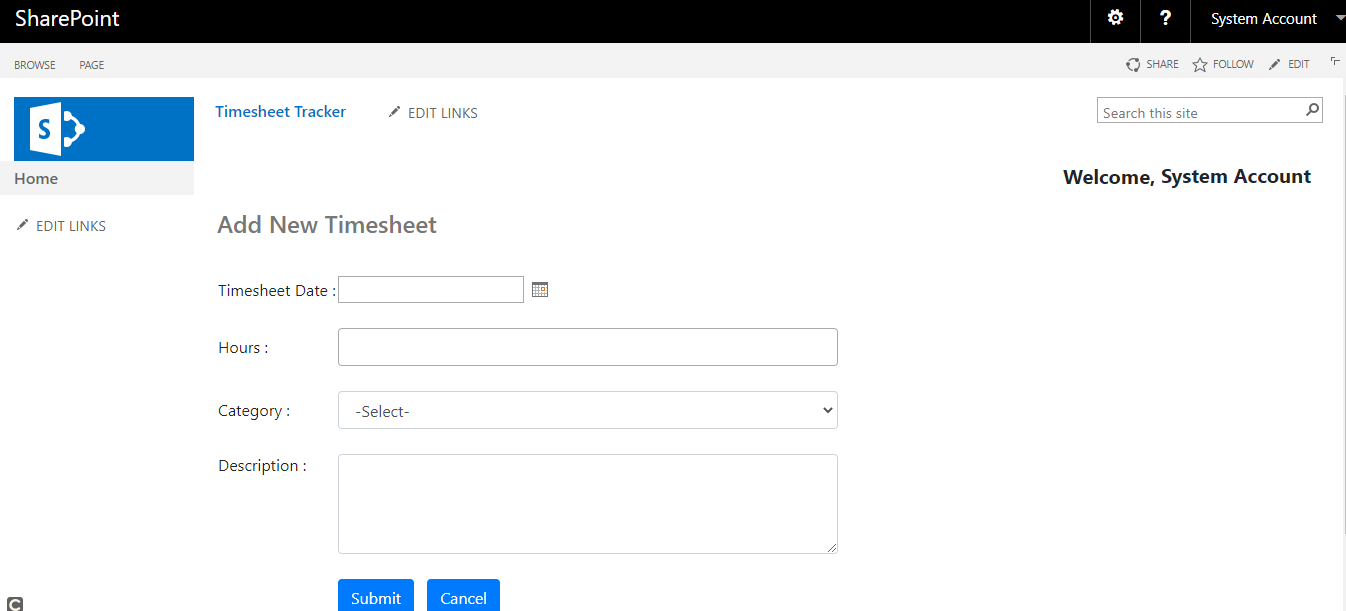 SharePoint
? System Account
BROWSE PAGE
SHARE FOLLOW EDIT
S
Timesheet Tracker EDIT LINKS
Search this site
Home
Welcome, System Account
EDIT LINKS
Add New Timesheet
Timesheet Date :
Hours :
Category : -Select-
Description :
Submit Cancel
C